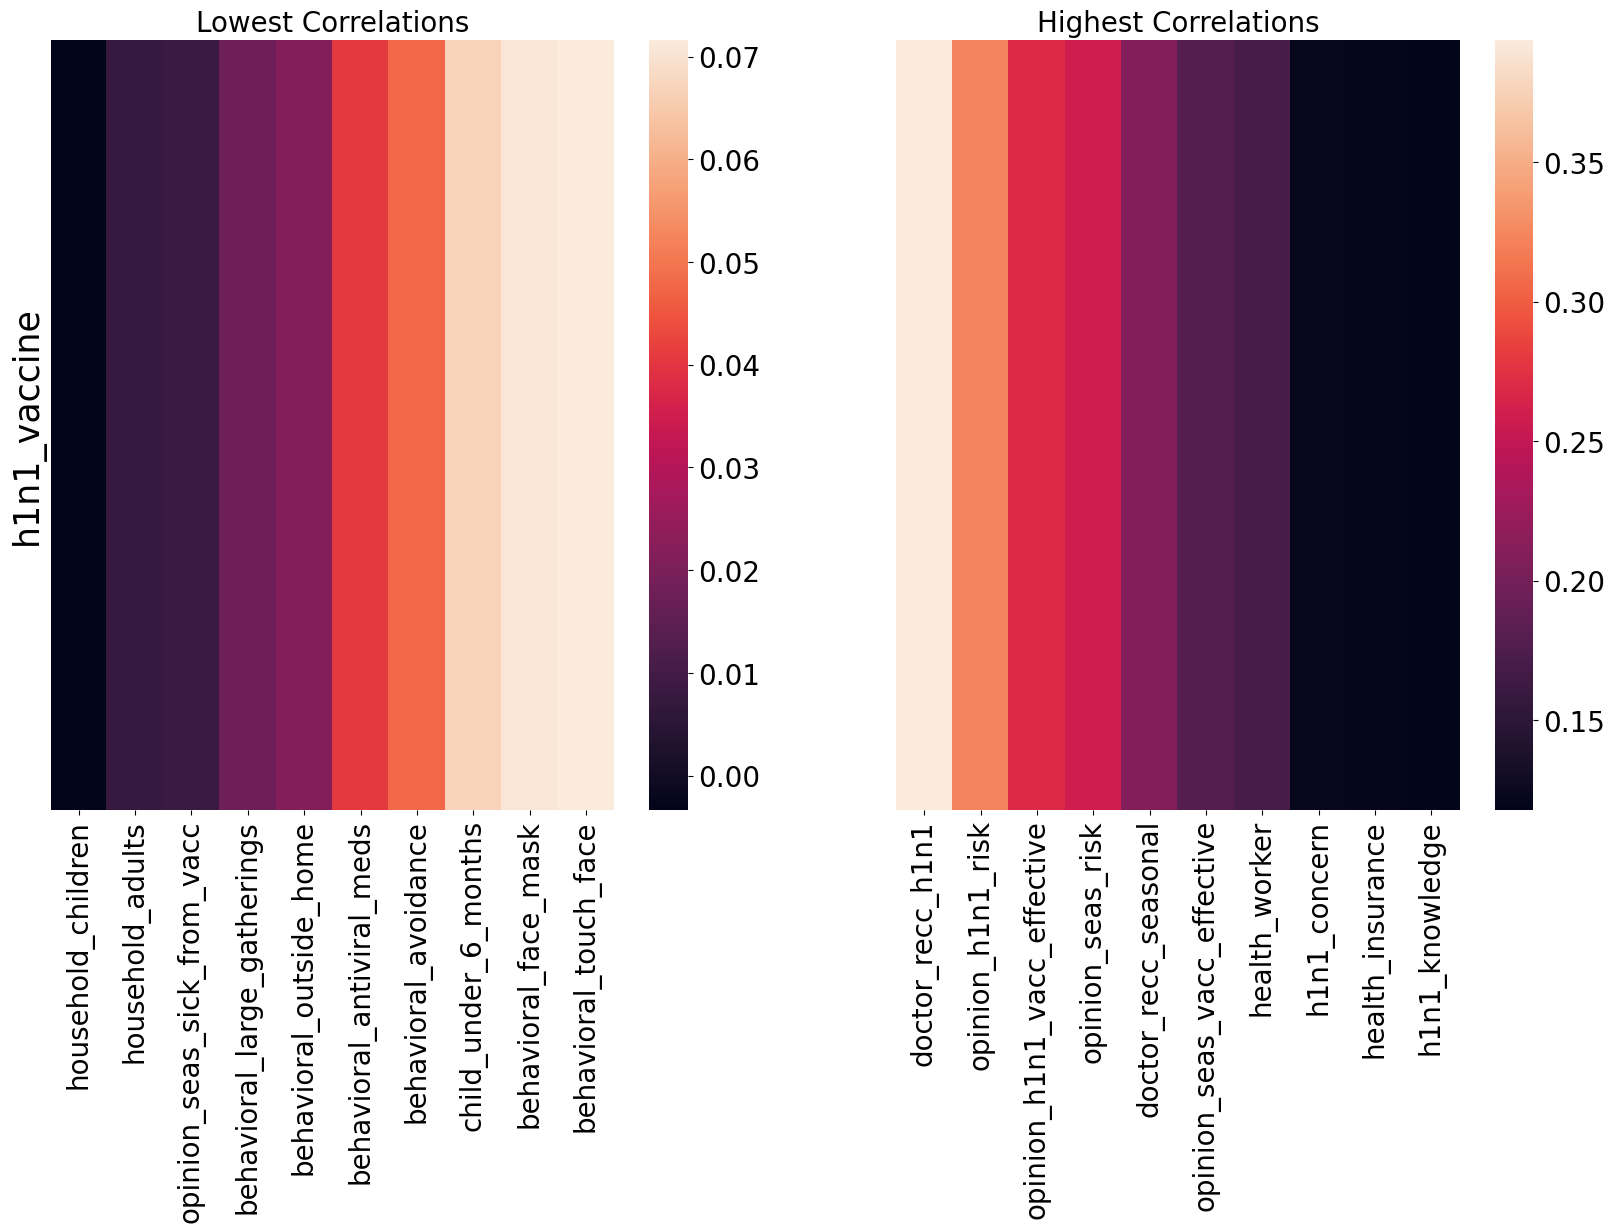 Lowest Correlations
h1n1_vaccine
0.07
0.06
0.05
0.04
0.03
0.02
0.01
0.00
household_children
household_adults
opinion_seas_sick_from_vacc
behavioral_large_gatherings
behavioral_outside_home
behavioral_antiviral_meds
behavioral_avoidance
child_under_6_months
behavioral_face_mask
behavioral_touch_face
Highest Correlations
0.35
0.30
0.25
0.20
0.15
doctor_recc_h1n1
opinion_h1n1_risk
opinion_h1n1_vacc_effective
opinion_seas_risk
doctor_recc_seasonal
opinion_seas_vacc_effective
health_worker
h1n1_concern
health_insurance
h1n1_knowledge